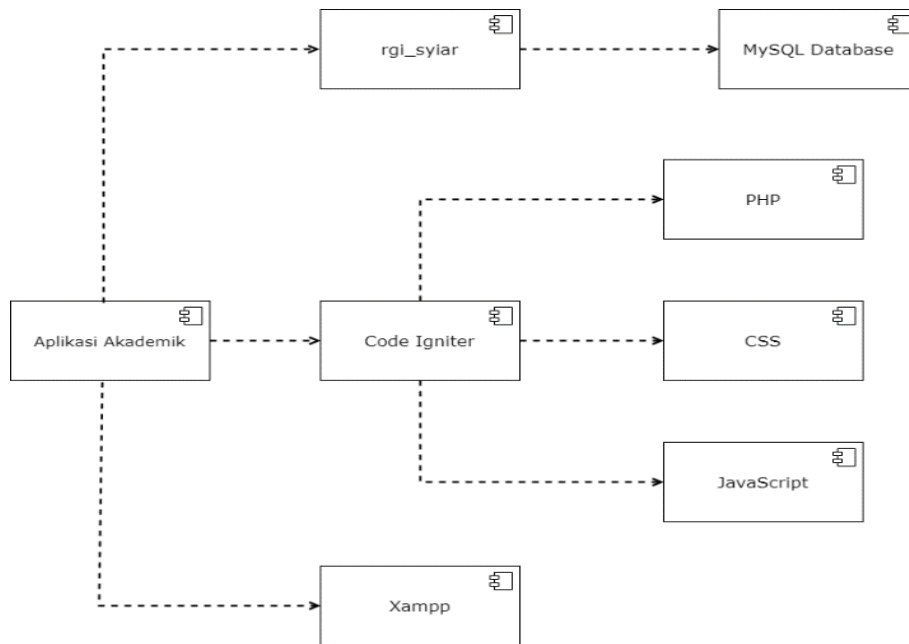 rgi_syiar
MySQL Database
PHP
Aplikasi Akademik
Code Igniter
CSS
JavaScript
Xampp